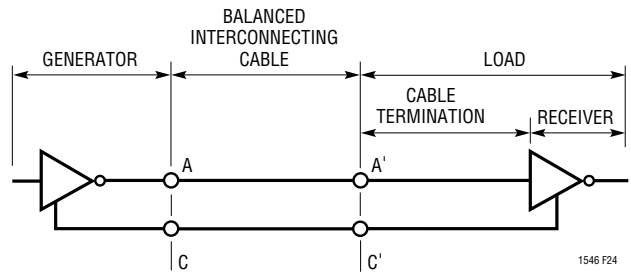 BALANCED
INTERCONNECTING
CABLE
GENERATOR
LOAD
CABLE
TERMINATION
RECEIVER
A
A'
C
C'
1546 F24